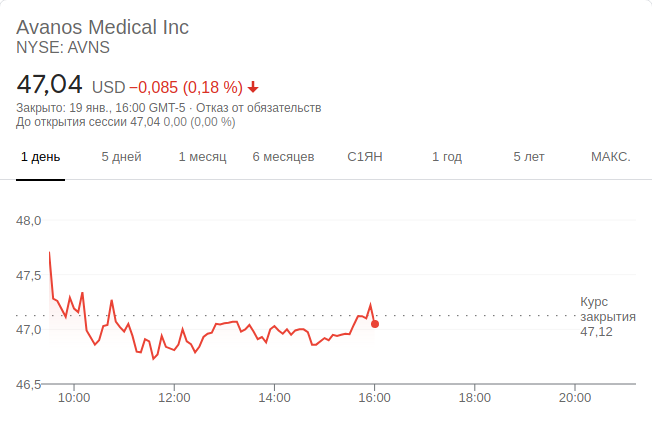 Avanos Medical Inc
NYSE: AVNS
47,04 USD −0,085 (0,18 %)
Закрыто: 19 янв., 16:00 GMT-5 · Отказ от обязательств
До открытия сессии 47,04 0,00 (0,00 %)
1 день 5 дней 1 месяц 6 месяцев С1ЯН 1 год 5 лет МАКС.
48,0
47,5
Курс
закрытия
47,12
47,0
46,5
10:00 12:00 14:00 16:00 18:00 20:00